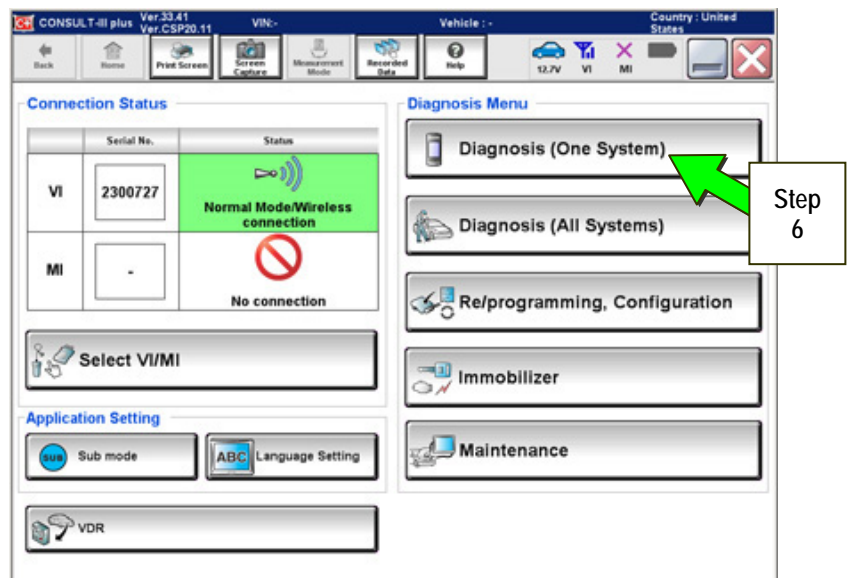 CONSULT-III plus Ver.33.41 Ver.CSP20.11 VIN:- Vehicle : - Country : United States
Back
Home
Print Screen
Screen Capture
Measurement Mode
Recorded Data
Help
12.7V
VI
MI
Connection Status
Serial No. Status
VI 2300727 Normal Mode/Wireless connection
MI - No connection
Select VI/MI
Application Setting
SUB Sub mode
ABC Language Setting
VDR
Diagnosis Menu
Diagnosis (One System)
Diagnosis (All Systems)
Re/programming, Configuration
Immobilizer
Maintenance
Step
6